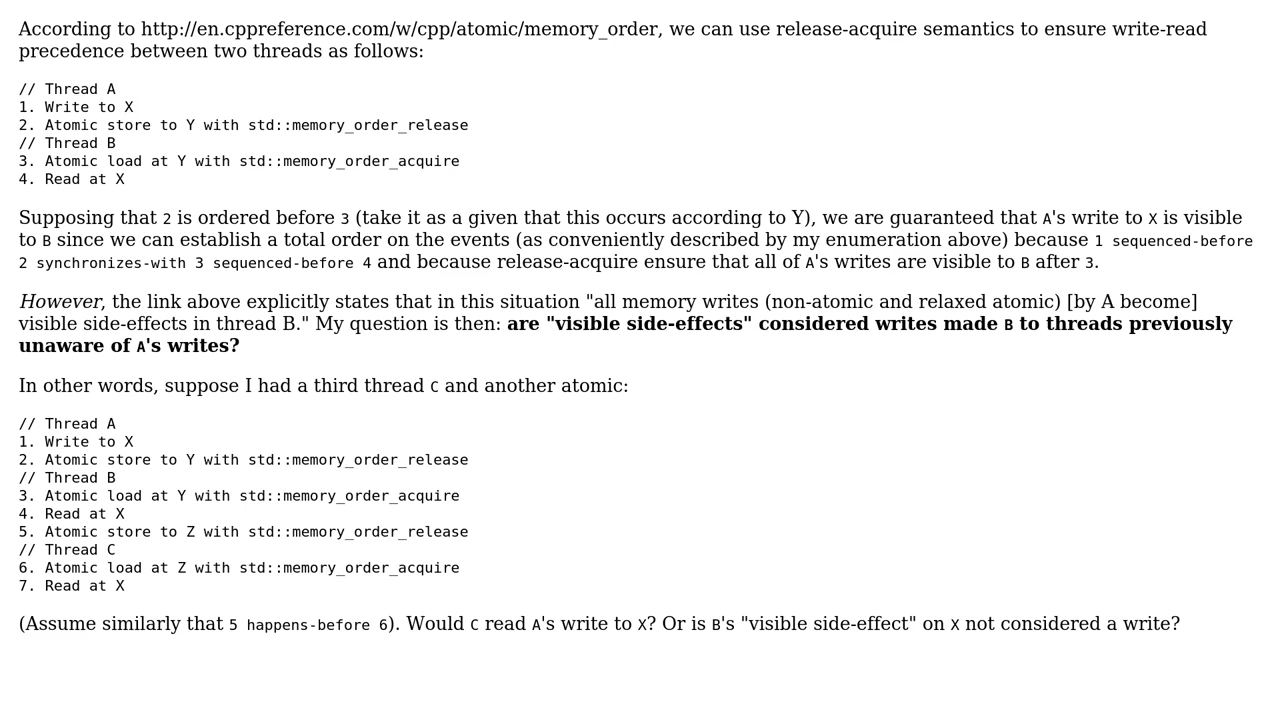 According to http://en.cppreference.com/w/cpp/atomic/memory_order, we can use release-acquire semantics to ensure write-read
precedence between two threads as follows:
// Thread A
1. Write to X
2. Atomic store to Y with std::memory_order_release
// Thread B
3. Atomic load at Y with std::memory_order_acquire
4. Read at X
Supposing that 2 is ordered before 3 (take it as a given that this occurs according to Y), we are guaranteed that A's write to X is visible
to B since we can establish a total order on the events (as conveniently described by my enumeration above) because 1 sequenced-before
2 synchronizes-with 3 sequenced-before 4 and because release-acquire ensure that all of A's writes are visible to B after 3.
However, the link above explicitly states that in this situation "all memory writes (non-atomic and relaxed atomic) [by A become]
visible side-effects in thread B." My question is then: are "visible side-effects" considered writes made B to threads previously
unaware of A's writes?
In other words, suppose I had a third thread C and another atomic:
// Thread A
1. Write to X
2. Atomic store to Y with std::memory_order_release
// Thread B
3. Atomic load at Y with std::memory_order_acquire
4. Read at X
5. Atomic store to Z with std::memory_order_release
// Thread C
6. Atomic load at Z with std::memory_order_acquire
7. Read at X
(Assume similarly that 5 happens-before 6). Would C read A's write to X? Or is B's "visible side-effect" on X not considered a write?